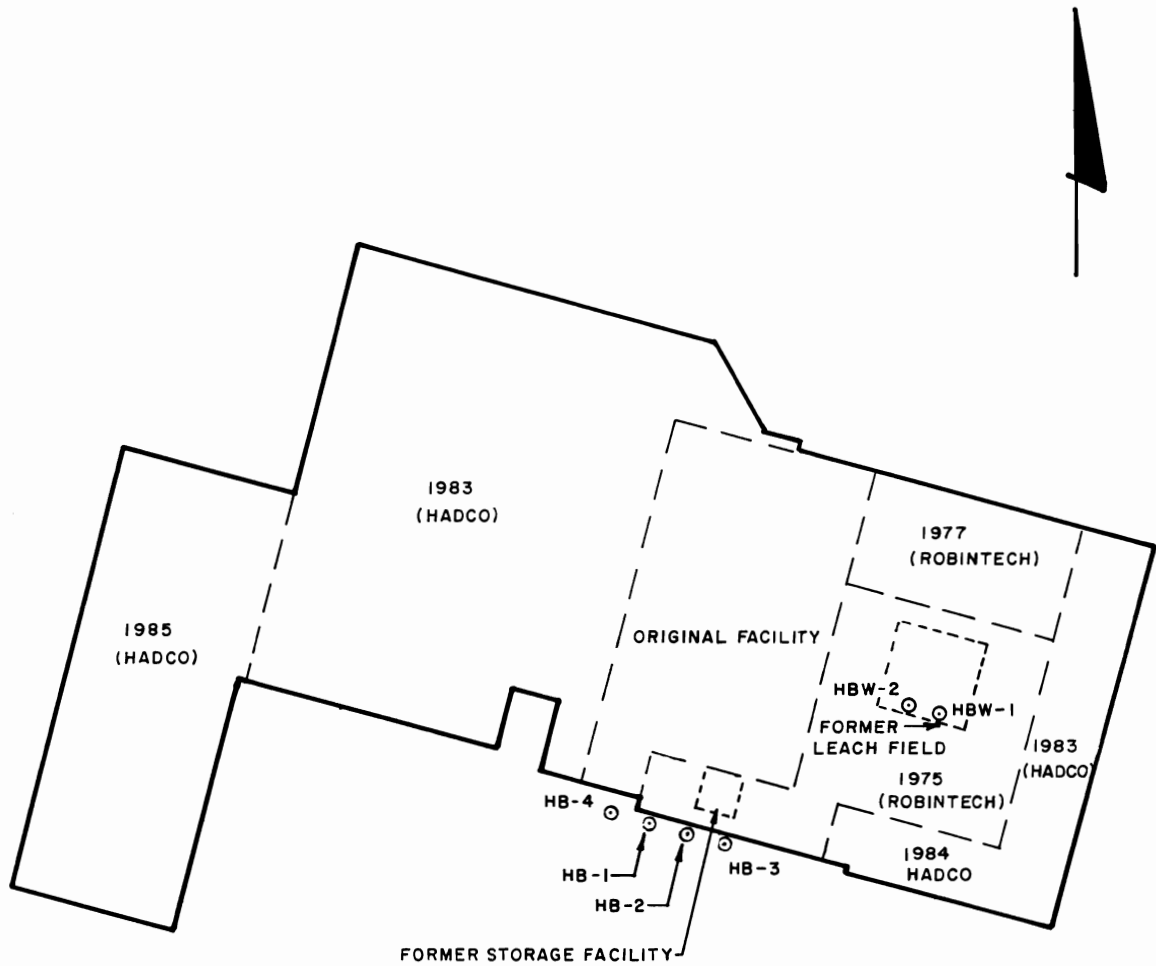 1983
(HADCO)
1977
(ROBINTECH)
1985
(HADCO)
ORIGINAL FACILITY
HBW-2
HBW-1
FORMER
LEACH FIELD
1983
(HADCO)
1975
(ROBINTECH)
HB-4
1984
HADCO
HB-1
HB-3
HB-2
FORMER STORAGE FACILITY